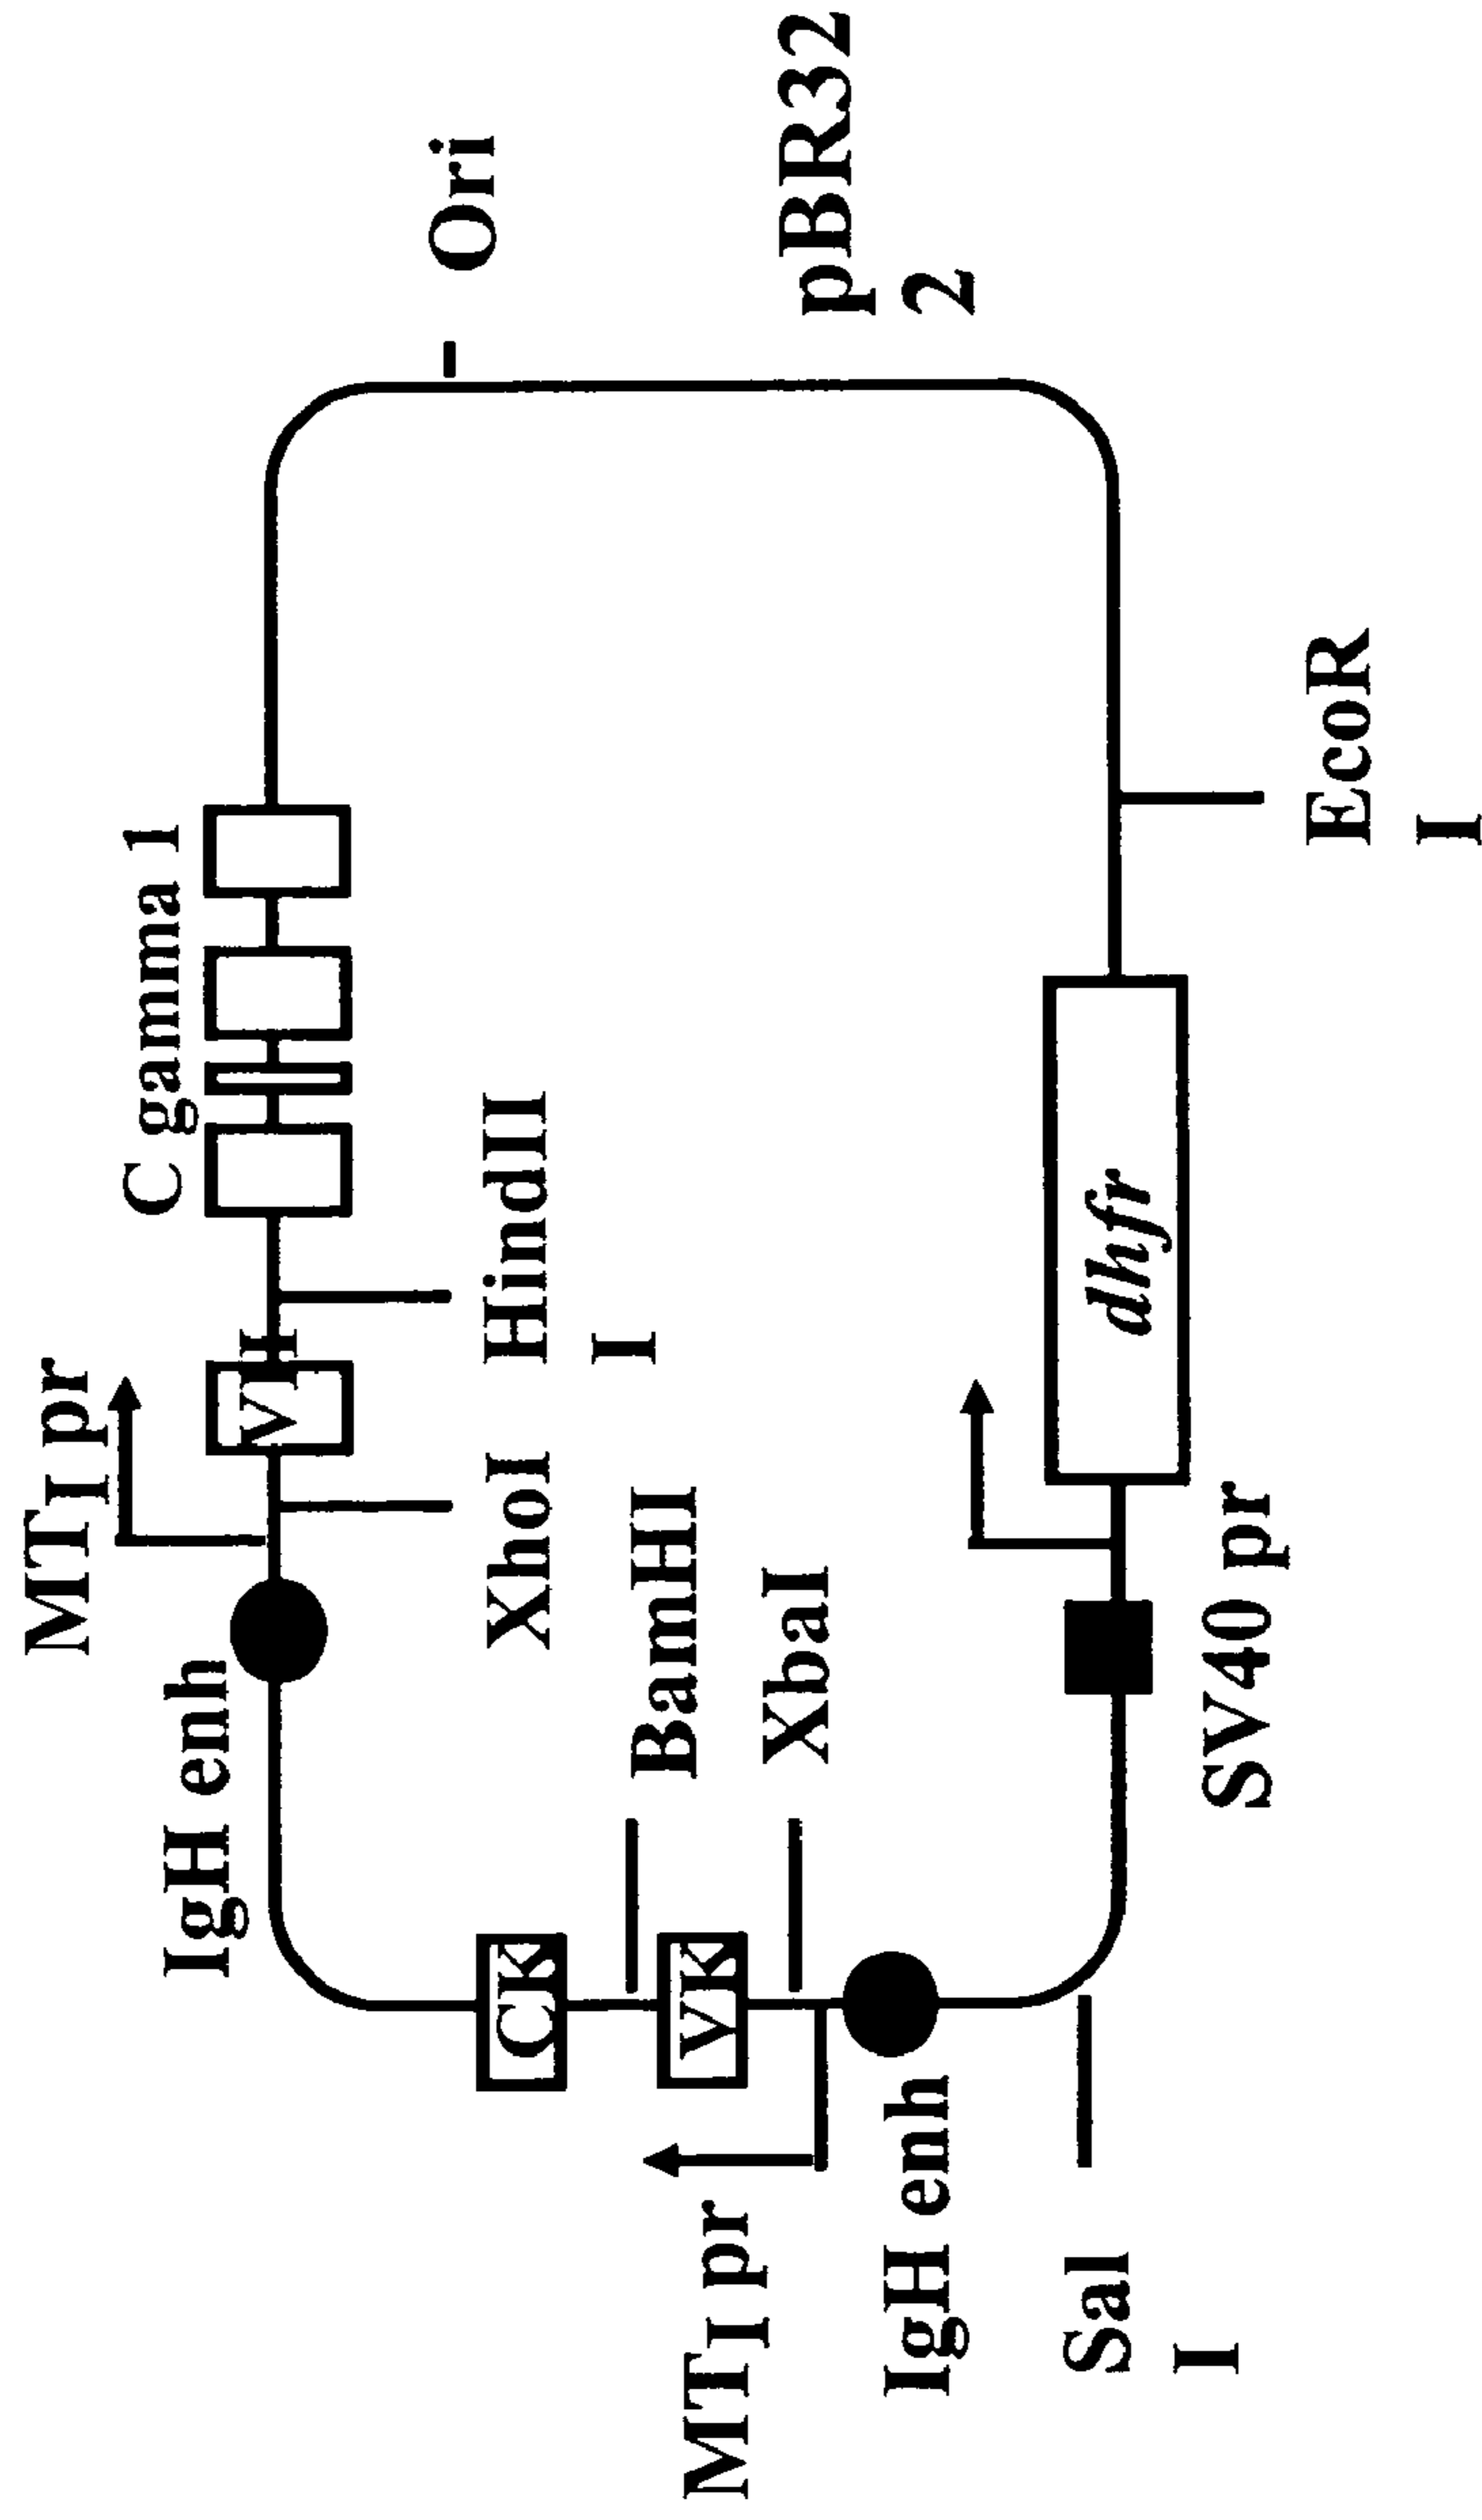 MTI pr
C gamma 1
IgH enh
VH
Ori
XhoI
HindII
I
CK
BamHI
MTI pr
VK
XbaI
pBR32
2
IgH enh
Sal
I
dhfr
SV40 pr
EcoR
I